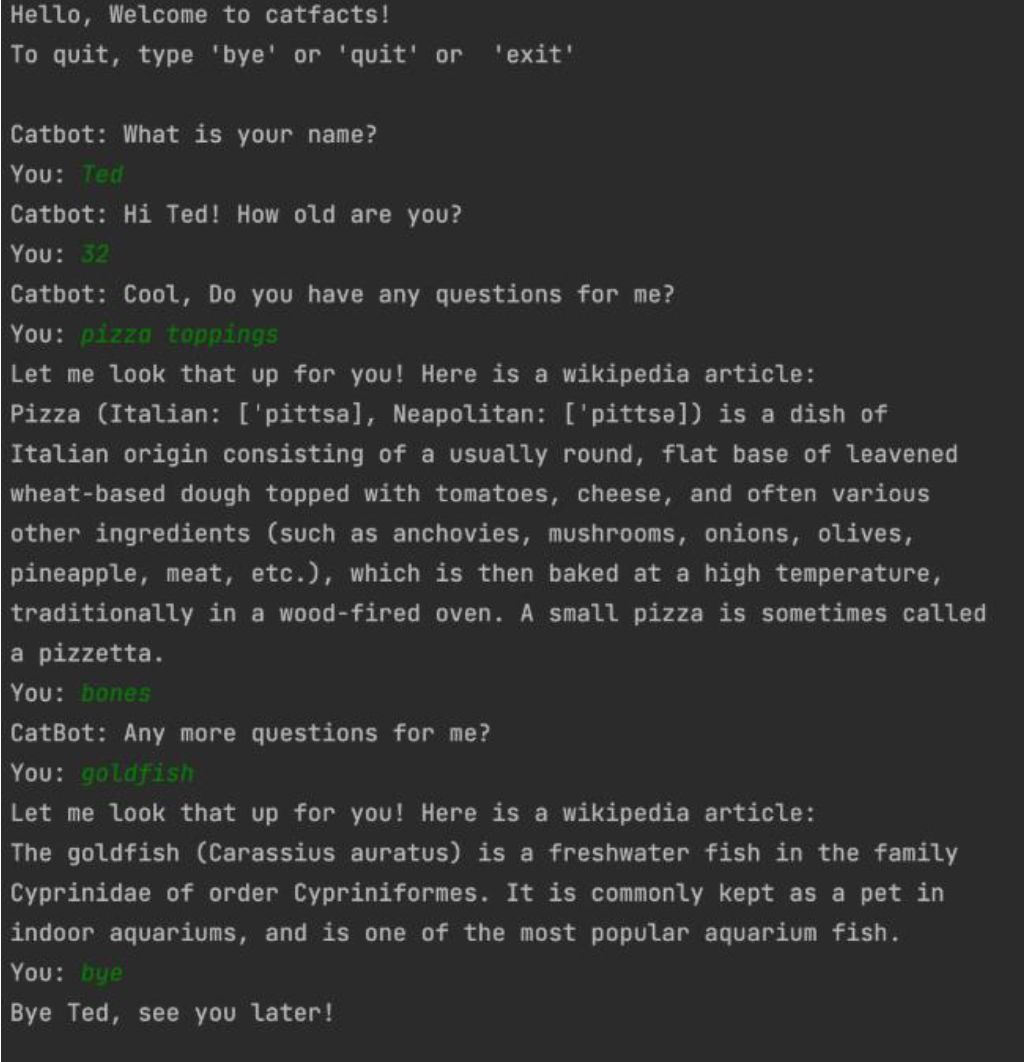 Hello, Welcome to catfacts!
To quit, type 'bye' or 'quit' or  'exit'
Catbot: What is your name?
You: Ted
Catbot: Hi Ted! How old are you?
You: 32
Catbot: Cool, Do you have any questions for me?
You: pizza toppings
Let me look that up for you! Here is a wikipedia article:
Pizza (Italian: [ˈpittsa], Neapolitan: [ˈpittsə]) is a dish of
Italian origin consisting of a usually round, flat base of leavened
wheat-based dough topped with tomatoes, cheese, and often various
other ingredients (such as anchovies, mushrooms, onions, olives,
pineapple, meat, etc.), which is then baked at a high temperature,
traditionally in a wood-fired oven. A small pizza is sometimes called
a pizzetta.
You: bones
CatBot: Any more questions for me?
You: goldfish
Let me look that up for you! Here is a wikipedia article:
The goldfish (Carassius auratus) is a freshwater fish in the family
Cyprinidae of order Cypriniformes. It is commonly kept as a pet in
indoor aquariums, and is one of the most popular aquarium fish.
You: bye
Bye Ted, see you later!